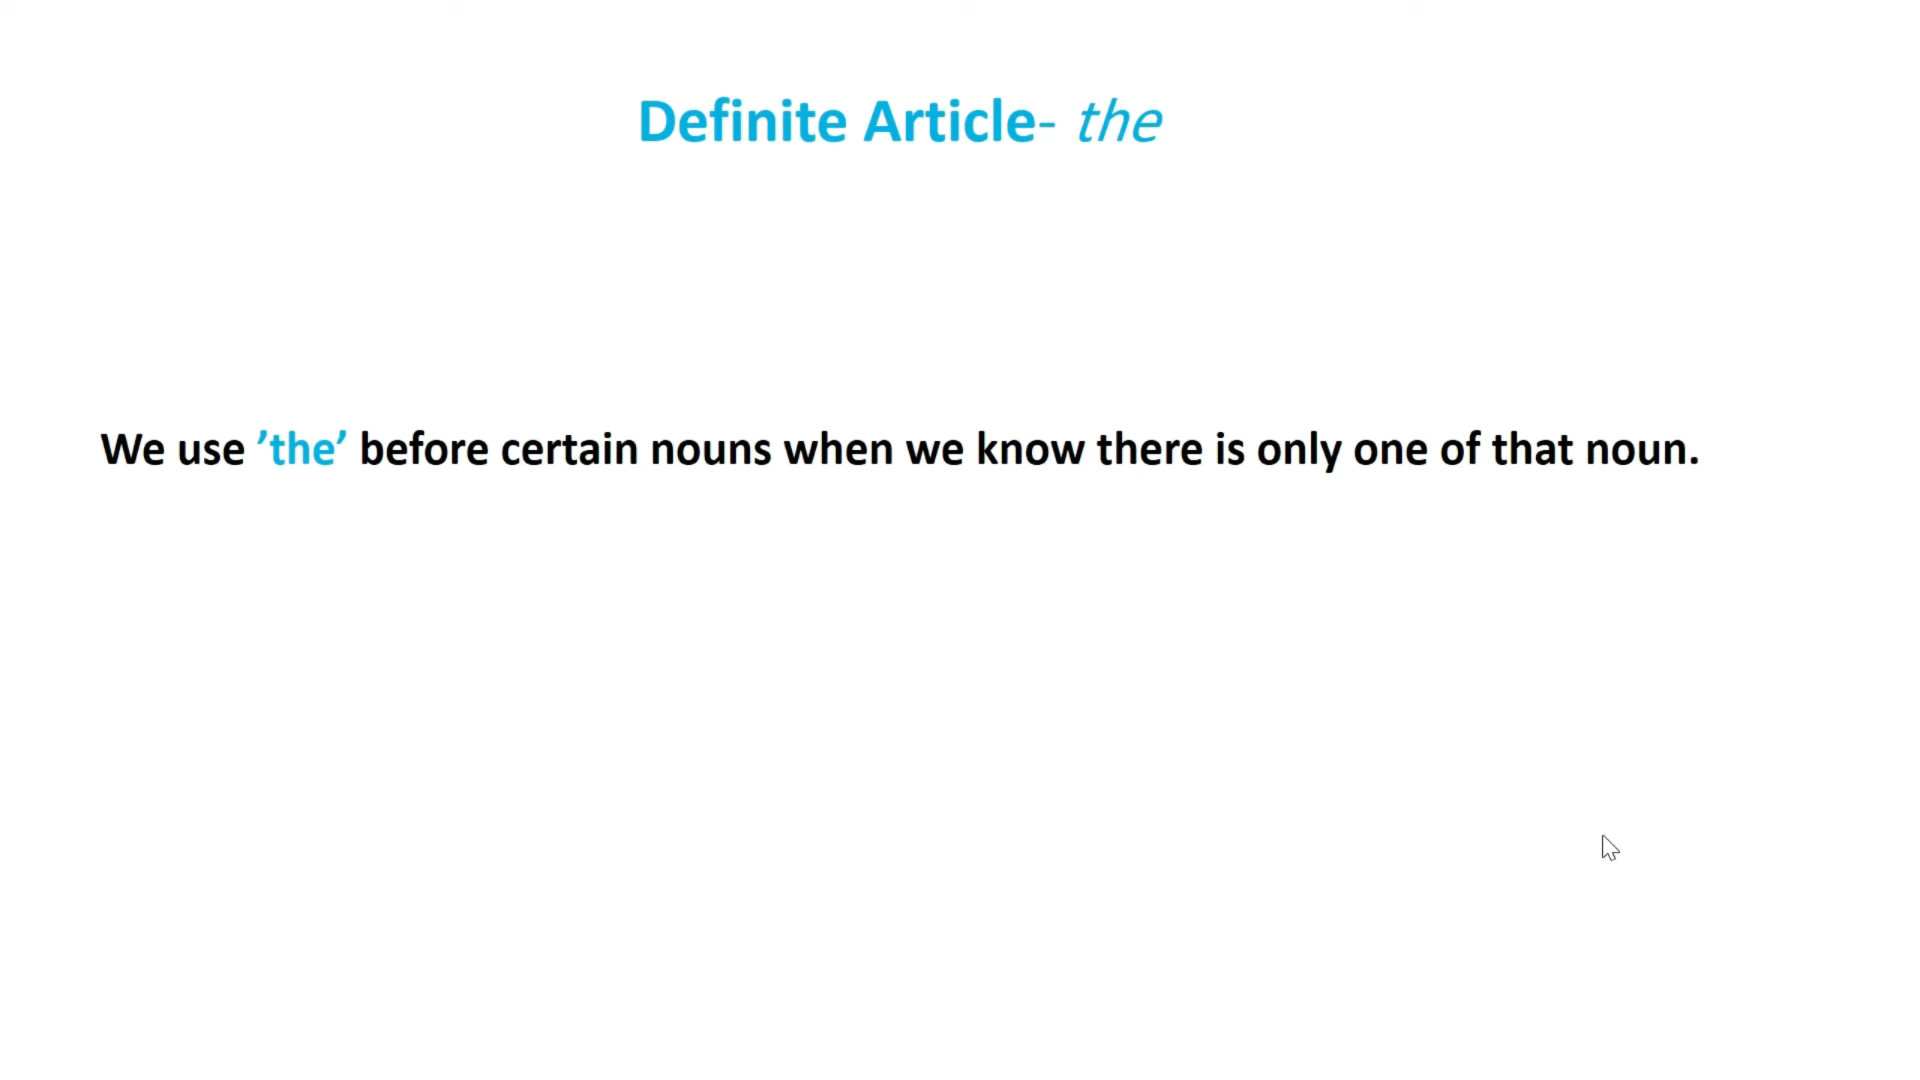 Definite Article- the
We use ’the’ before certain nouns when we know there is only one of that noun.